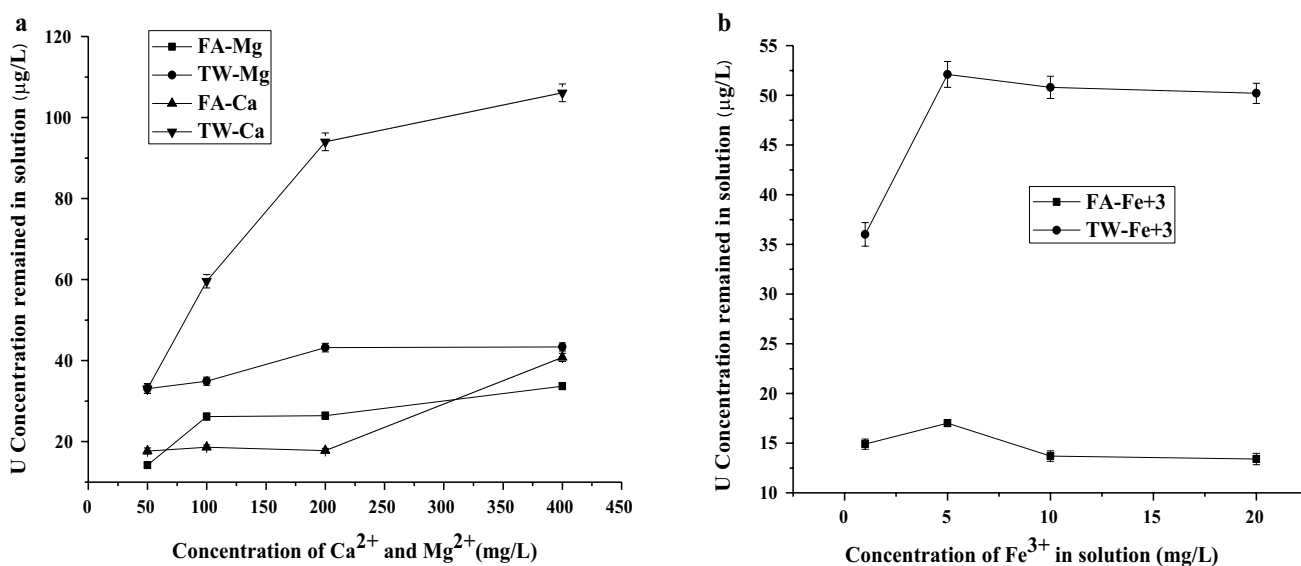 a
U Concentration remained in solution (µg/L)
120
100
80
60
40
20
FA-Mg
TW-Mg
FA-Ca
TW-Ca
0
50
100
150
200
250
300
350
400
450
Concentration of Ca²⁺ and Mg²⁺(mg/L)
b
U Concentration remained in solution (µg/L)
55
50
45
40
35
30
25
20
15
10
FA-Fe+3
TW-Fe+3
0
5
10
15
20
Concentration of Fe³⁺ in solution (mg/L)